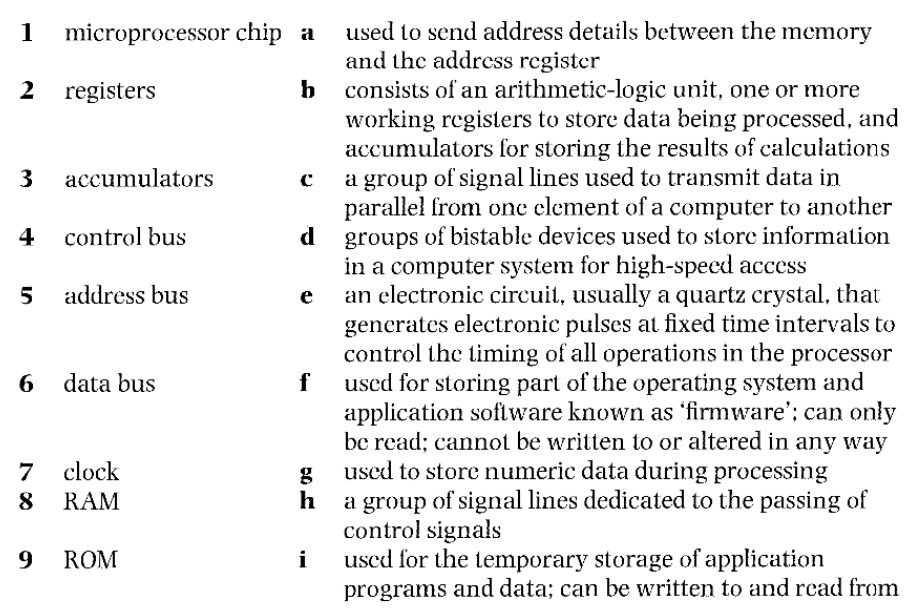 1 microprocessor chip a used to send address details between the memory
and the address register
2 registers b consists of an arithmetic-logic unit, one or more
working registers to store data being processed, and
accumulators for storing the results of calculations
3 accumulators c a group of signal lines used to transmit data in
parallel from one element of a computer to another
4 control bus d groups of bistable devices used to store information
in a computer system for high-speed access
5 address bus e an electronic circuit, usually a quartz crystal, that
generates electronic pulses at fixed time intervals to
control the timing of all operations in the processor
6 data bus f used for storing part of the operating system and
application software known as ‘firmware’; can only
be read; cannot be written to or altered in any way
7 clock g used to store numeric data during processing
8 RAM h a group of signal lines dedicated to the passing of
control signals
9 ROM i used for the temporary storage of application
programs and data; can be written to and read from